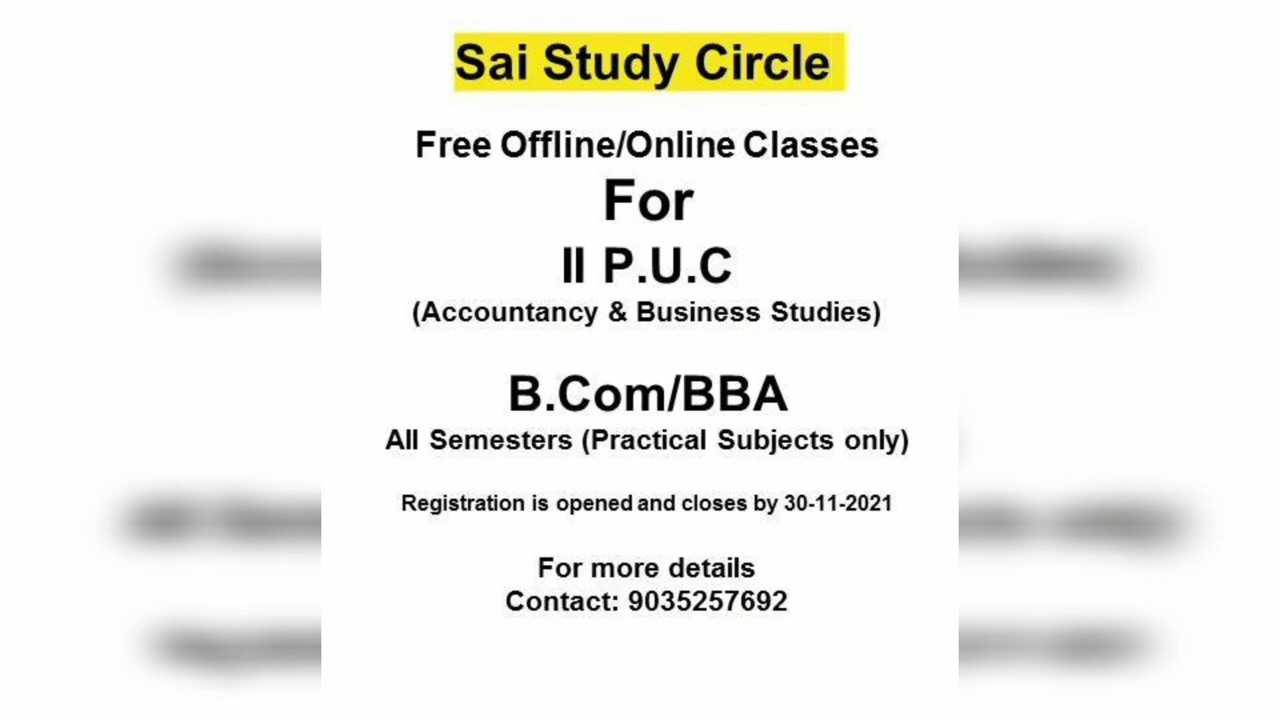 Sai Study Circle
Free Offline/Online Classes
For
II P.U.C
(Accountancy & Business Studies)
B.Com/BBA
All Semesters (Practical Subjects only)
Registration is opened and closes by 30-11-2021
For more details
Contact: 9035257692